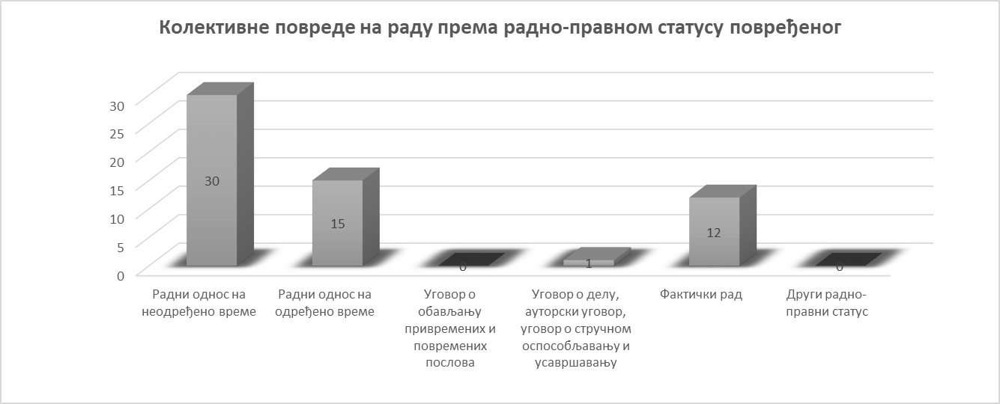 Колективне повреде на раду према радно-правном статусу повређеног
30
25
20
15
10
5
0
30
15
0
1
12
0
Радни однос на
неодређено време
Радни однос на
одређено време
Уговор о
обављању
привремених и
повремених
послова
Уговор о делу,
ауторски уговор,
уговор о стручном
оспособљавању и
усавршавању
Фактички рад
Други радно-
правни статус